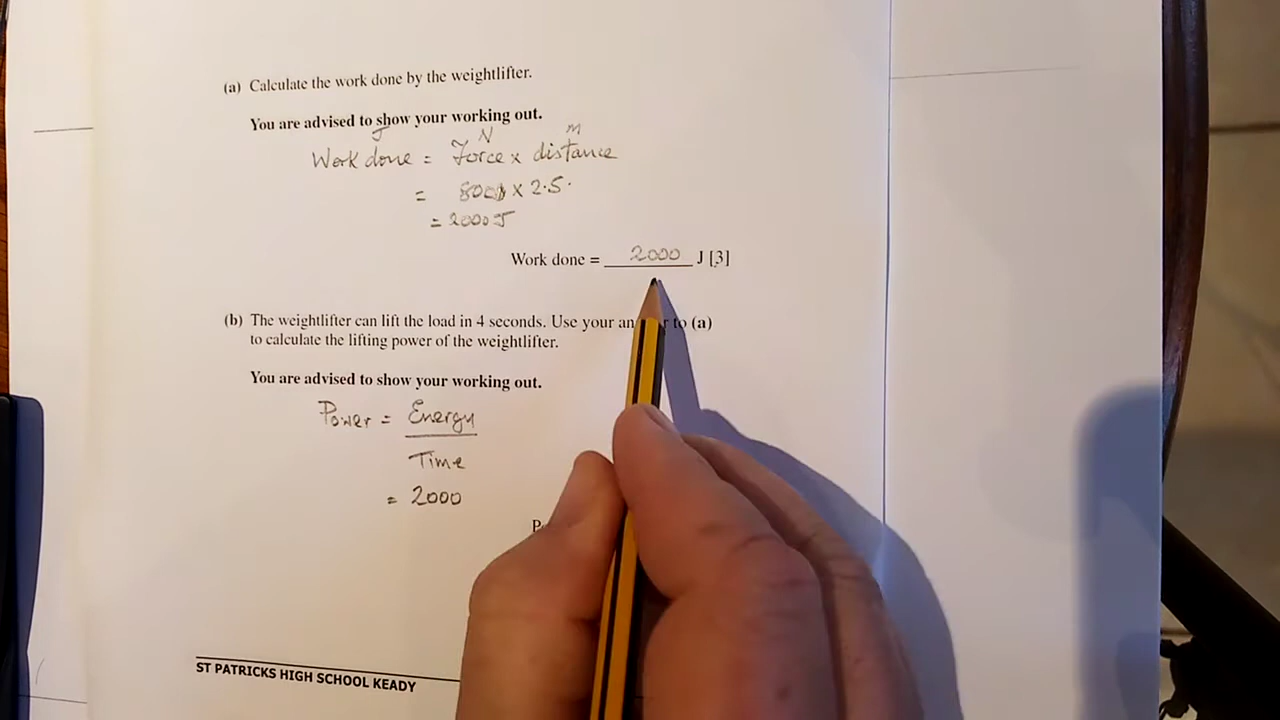 (a) Calculate the work done by the weightlifter.
You are advised to show your working out.
J N m
Work done = Force x distance
= 800 x 2.5.
= 2000 J
Work done = 2000 J [3]
(b) The weightlifter can lift the load in 4 seconds. Use your to (a)
to calculate the lifting power of the weightlifter.
You are advised to show your working out.
Power = Energy
Time
= 2000
ST PATRICKS HIGH SCHOOL KEADY